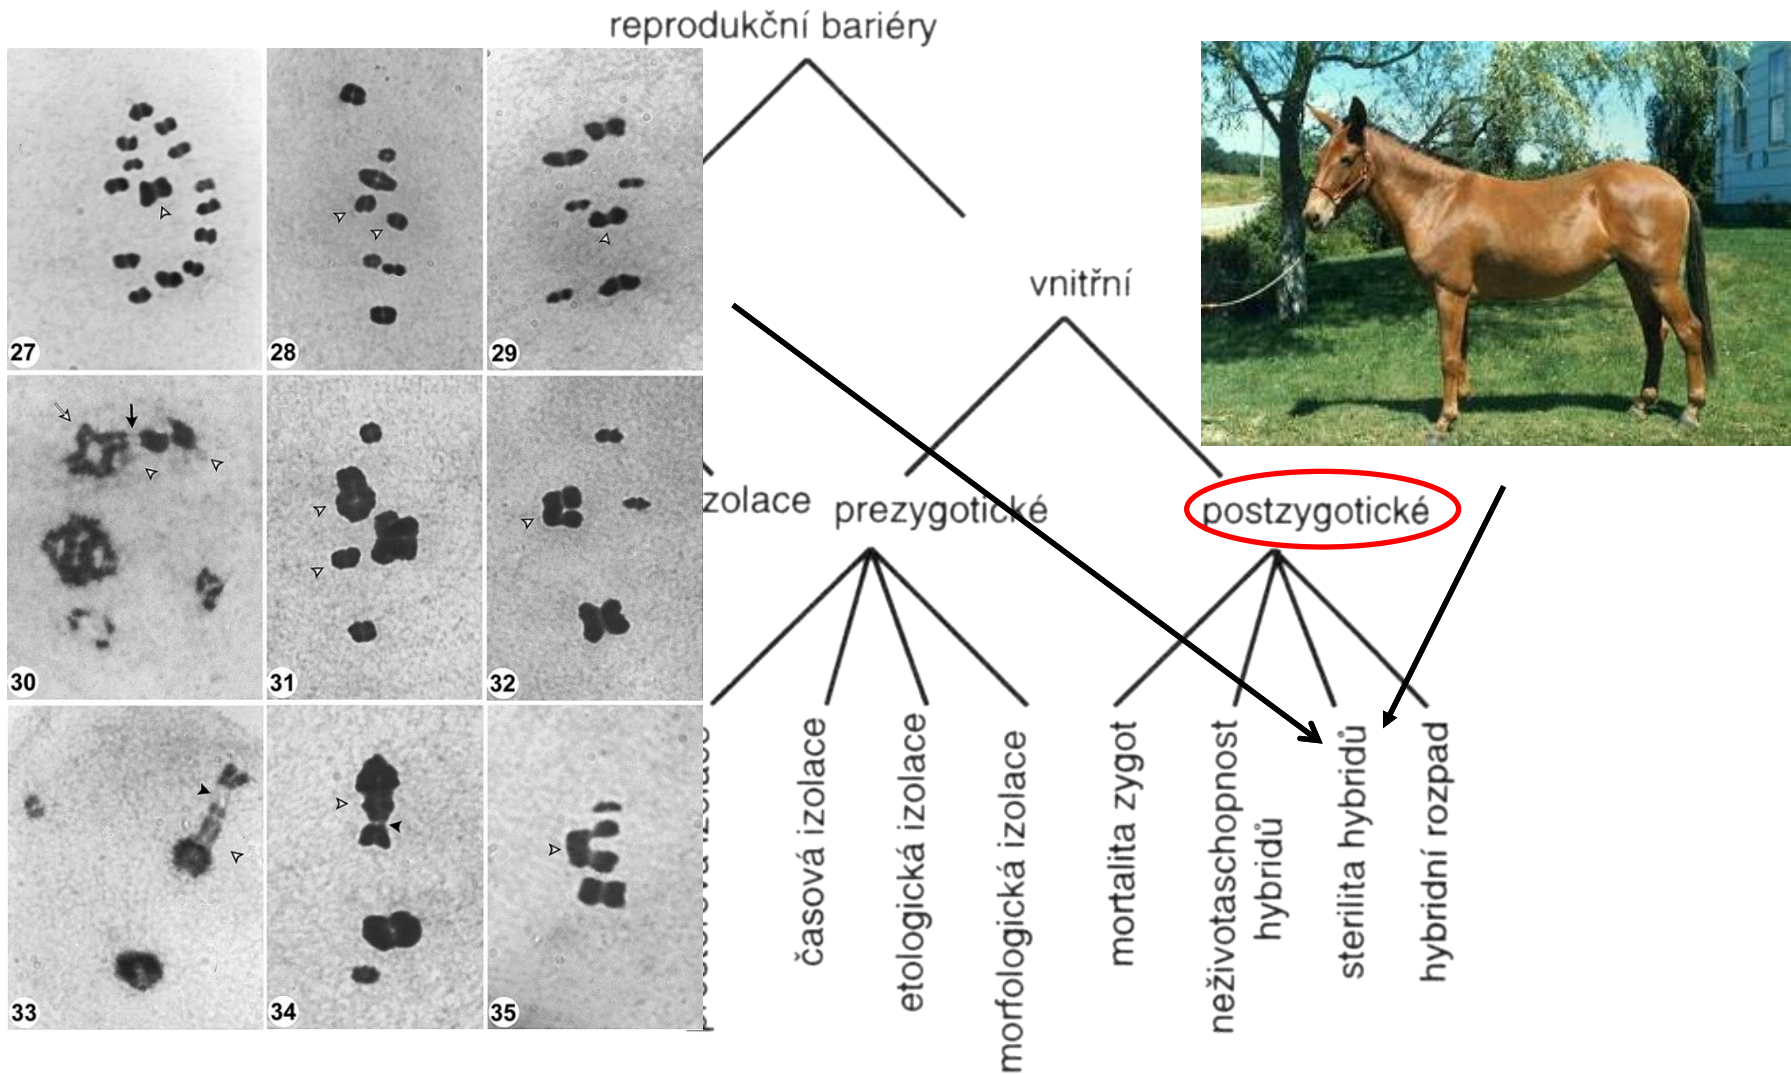 reprodukční bariéry
27
28
29
vnitřní
30
31
32
zolace
prezygotické
postzygotické
33
34
35
časová izolace
etologická izolace
morfologická izolace
mortalita zygot
neživotaschopnost
hybridů
sterilita hybridů
hybridní rozpad